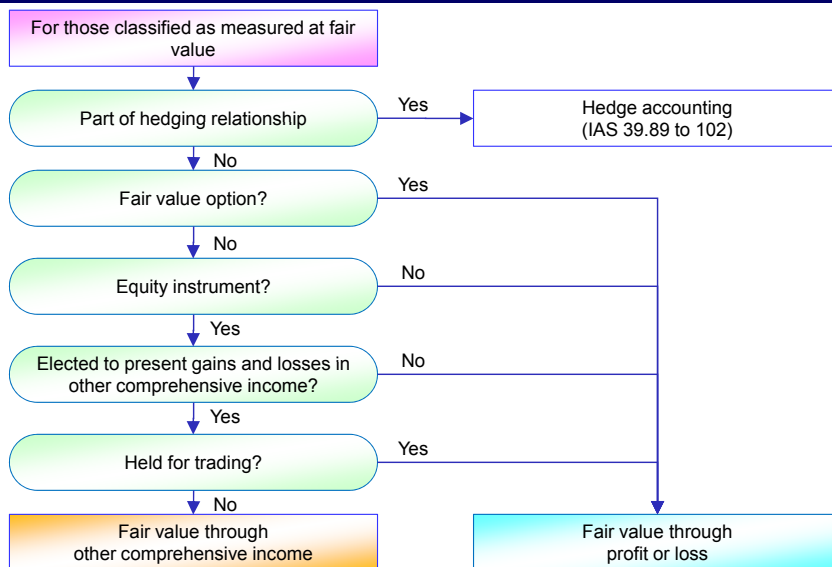 For those classified as measured at fair
value
Part of hedging relationship
Yes
Hedge accounting
(IAS 39.89 to 102)
No
Fair value option?
Yes
No
Equity instrument?
No
Yes
Elected to present gains and losses in
other comprehensive income?
No
Yes
Held for trading?
Yes
No
Fair value through
other comprehensive income
Fair value through
profit or loss